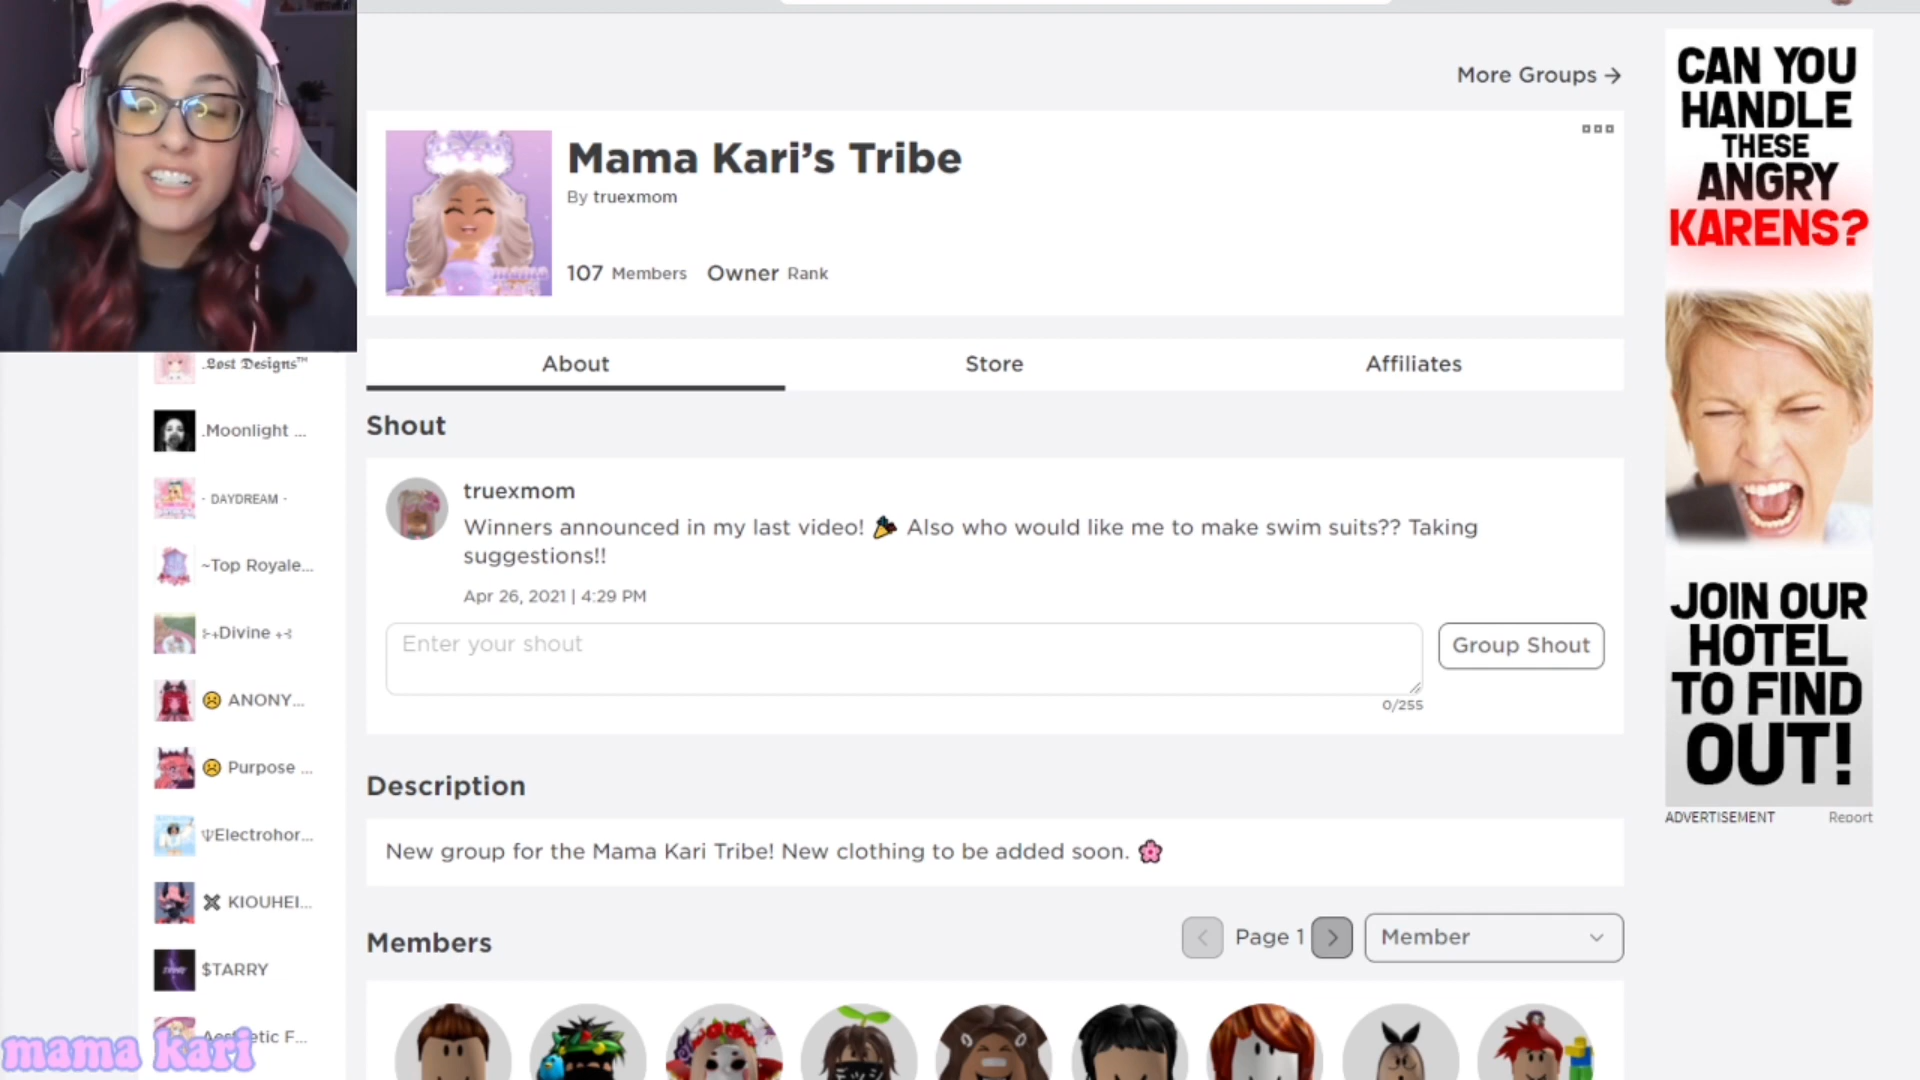 More Groups →
Mama Kari's Tribe
By truexmom
107 Members Owner Rank
About Store Affiliates
Shout
truexmom
Winners announced in my last video! 🎉 Also who would like me to make swim suits?? Taking
suggestions!!
Apr 26, 2021 | 4:29 PM
Enter your shout
Group Shout
0/255
Description
New group for the Mama Kari Tribe! New clothing to be added soon. 🌸
Members
Page 1
Member
.𝕷ost 𝕯esigns™
.Moonlight ...
· DAYDREAM ·
~Top Royale...
Divine
☹ ANONY...
☹ Purpose ...
ΨElectrohor...
KIOUHEI...
$TARRY
mama kari
CAN YOU
HANDLE
THESE
ANGRY
KARENS?
JOIN OUR
HOTEL
TO FIND
OUT!
ADVERTISEMENT Report